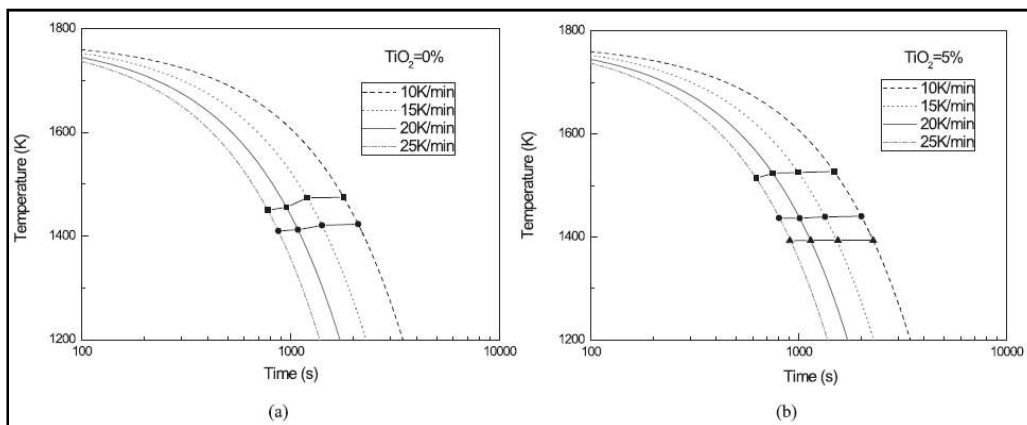 1800
1600
1400
1200
Temperature (K)
TiO₂=0%
10K/min
15K/min
20K/min
25K/min
100
1000
10000
Time (s)
(a)
1800
1600
1400
1200
Temperature (K)
TiO₂=5%
10K/min
15K/min
20K/min
25K/min
100
1000
10000
Time (s)
(b)